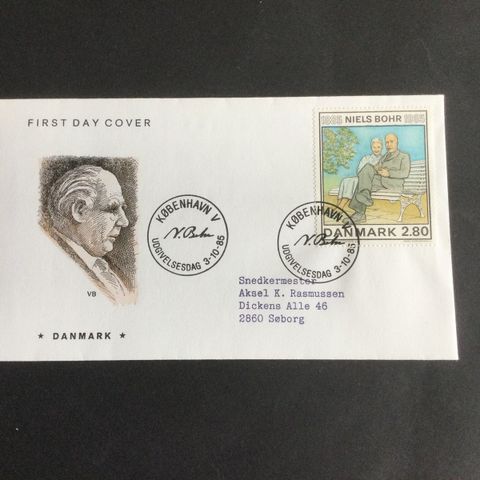 FIRST DAY COVER
VB
★ DANMARK ★
KØBENHAVN V
N. Bohr
UDGIVELSESDAG 3-10-85
1885 NIELS BOHR 1985
DANMARK 2.80
KØBENHAVN V
N. Bohr
UDGIVELSESDAG 3-10-85
Snedkermester
Aksel K. Rasmussen
Dickens Alle 46
2860 Søborg